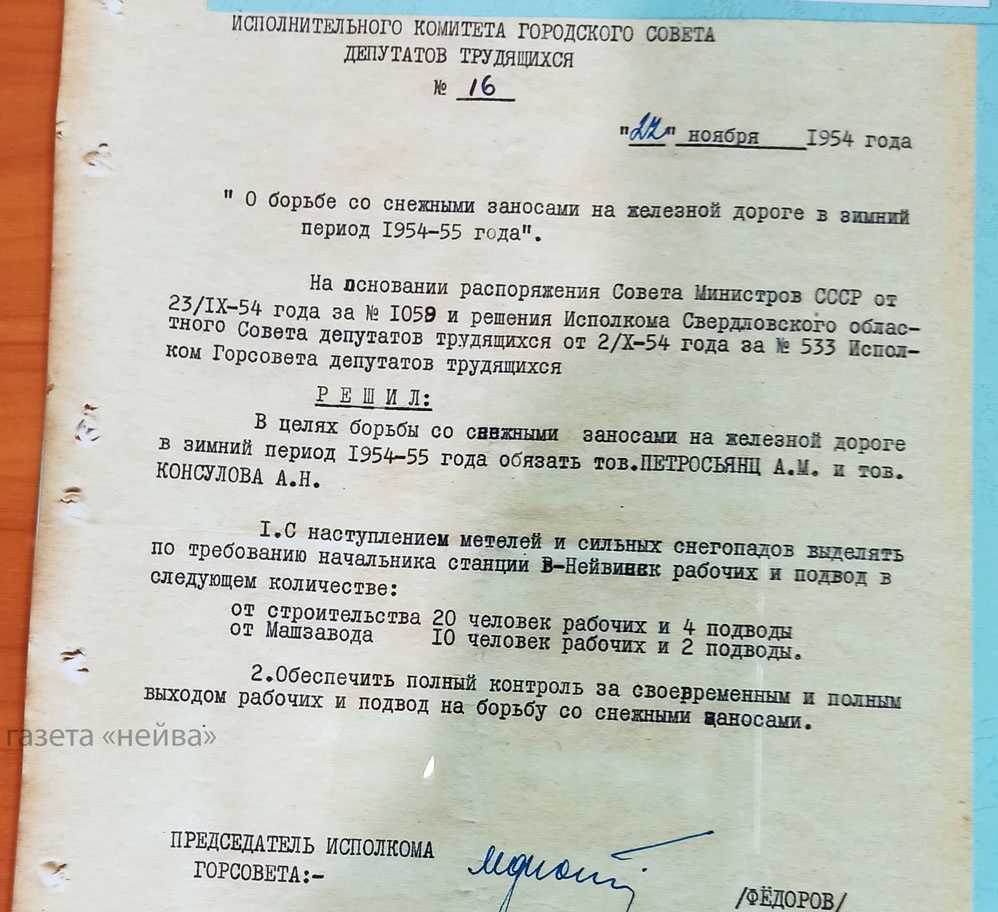 ИСПОЛНИТЕЛЬНОГО КОМИТЕТА ГОРОДСКОГО СОВЕТА
ДЕПУТАТОВ ТРУДЯЩИХСЯ
№ 16
"22" ноября 1954 года
" О борьбе со снежными заносами на железной дороге в зимний
период 1954-55 года".
На основании распоряжения Совета Министров СССР от
23/IX-54 года за № 1059 и решения Исполкома Свердловского облас-
тного Совета депутатов трудящихся от 2/X-54 года за № 533 Испол-
ком Горсовета депутатов трудящихся
Р Е Ш И Л:
В целях борьбы со снежными заносами на железной дороге
в зимний период 1954-55 года обязать тов.ПЕТРОСЬЯНЦ А.М. и тов.
КОНСУЛОВА А.Н.
1.С наступлением метелей и сильных снегопадов выделять
по требованию начальника станции В-Нейвинск рабочих и подвод в
следующем количестве:
от строительства 20 человек рабочих и 4 подводы
от Машзавода 10 человек рабочих и 2 подводы.
2.Обеспечить полный контроль за своевременным и полным
выходом рабочих и подвод на борьбу со снежными заносами.
газета «нейва»
ПРЕДСЕДАТЕЛЬ ИСПОЛКОМА
ГОРСОВЕТА:-
/ФЁДОРОВ/